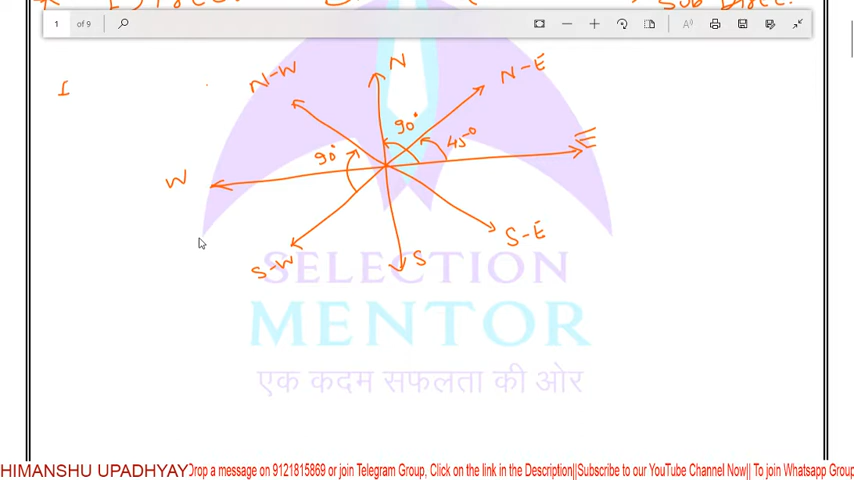 Sub Direc.
1 of 9
N-W
N
N-E
I
90°
45°
E
90°
W
S-E
S
S-W
SELECTION
MENTOR
एक कदम सफलता की ओर
HIMANSHU UPADHYAY Drop a message on 9121815869 or join Telegram Group, Click on the link in the Description||Subscribe to our YouTube Channel Now|| To join Whatsapp Group